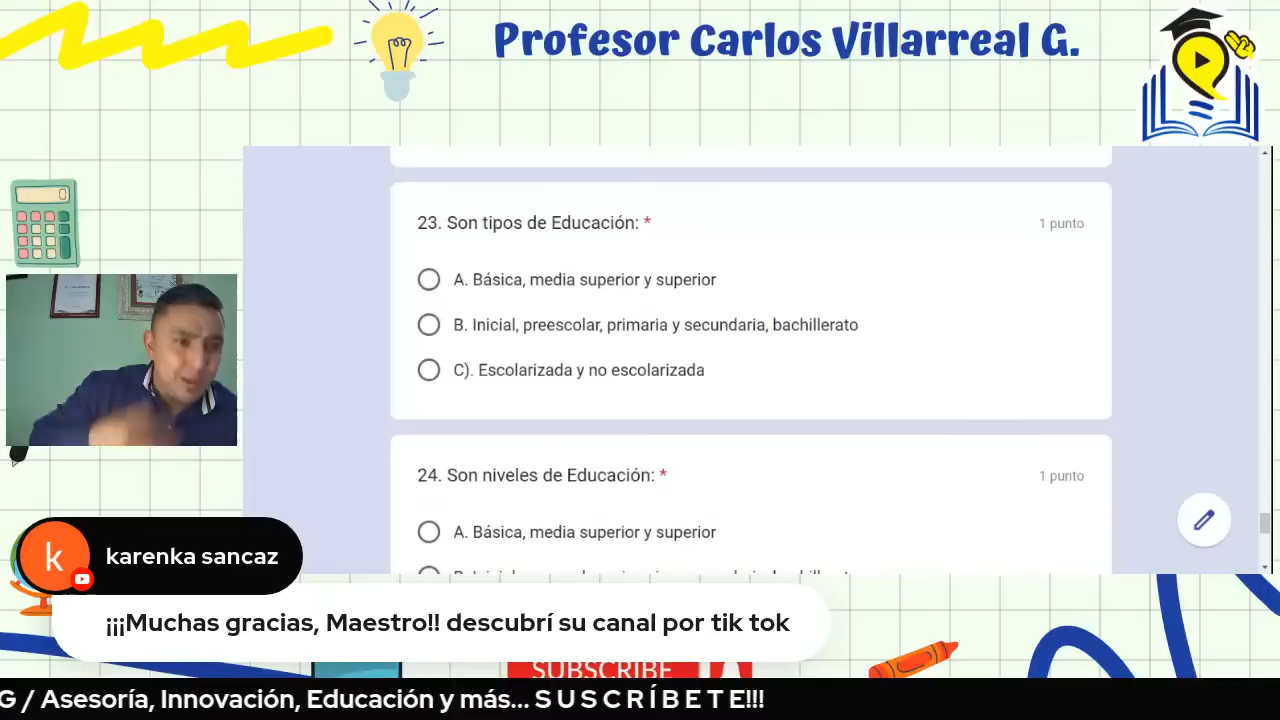 Profesor Carlos Villarreal G.
0
23. Son tipos de Educación: *
1 punto
A. Básica, media superior y superior
B. Inicial, preescolar, primaria y secundaria, bachillerato
C). Escolarizada y no escolarizada
24. Son niveles de Educación: *
1 punto
A. Básica, media superior y superior
k
karenka sancaz
¡¡¡Muchas gracias, Maestro!! descubrí su canal por tik tok
SUBSCRIBE
G / Asesoría, Innovación, Educación y más... S U S C R Í B E T E!!!